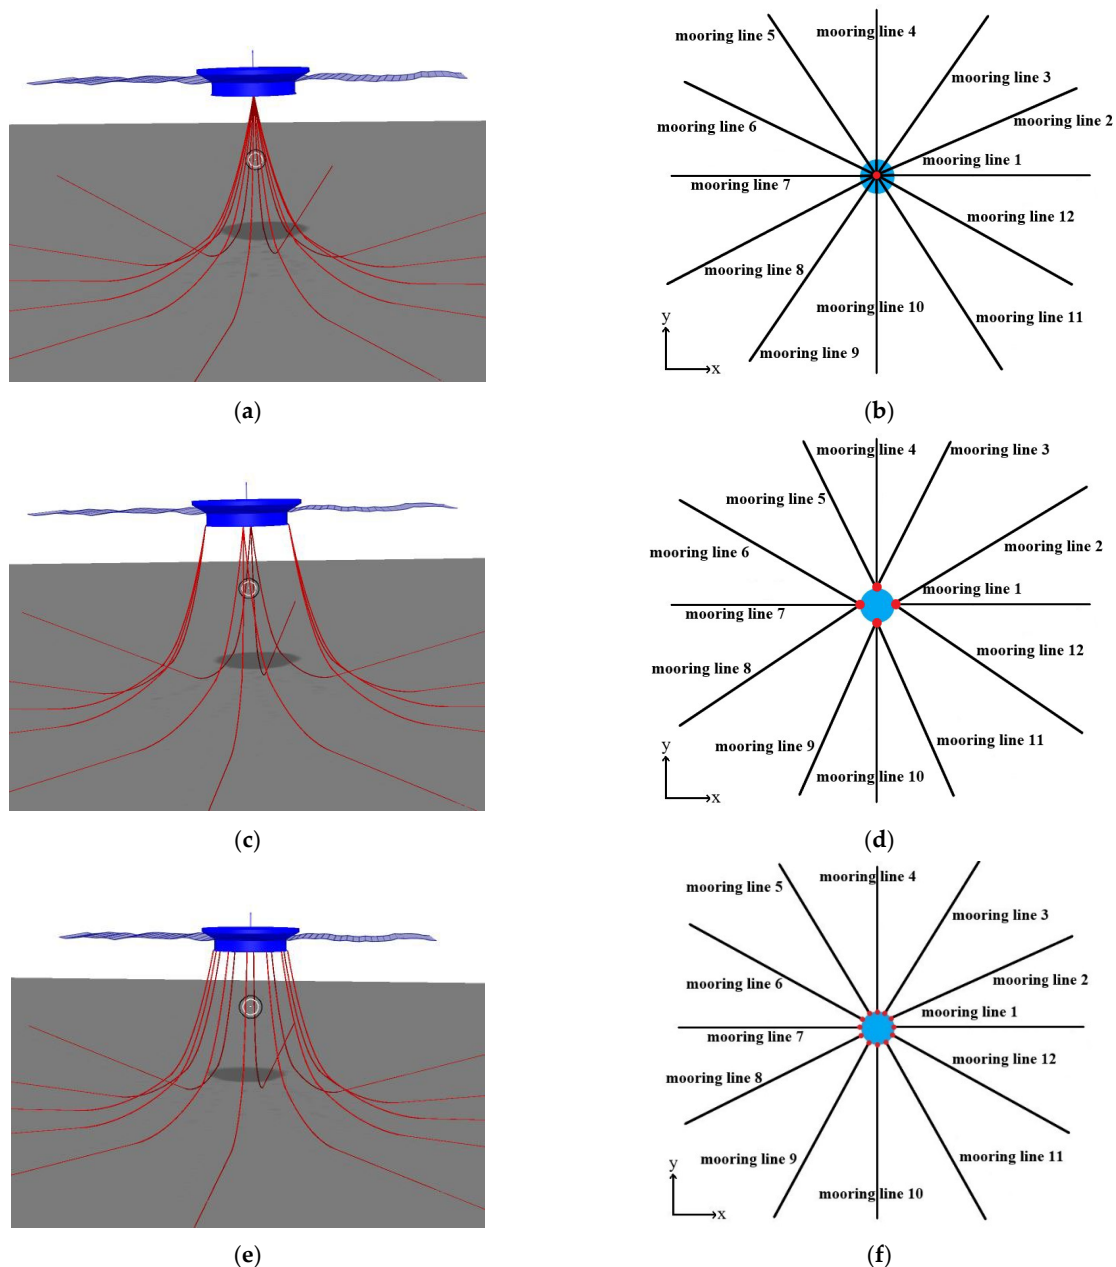 mooring line 5
mooring line 4
mooring line 3
mooring line 6
mooring line 2
mooring line 1
mooring line 7
mooring line 12
mooring line 8
mooring line 10
mooring line 11
mooring line 9
y
x
(a)
(b)
mooring line 4
mooring line 3
mooring line 5
mooring line 6
mooring line 2
mooring line 1
mooring line 7
mooring line 12
mooring line 8
mooring line 9
mooring line 11
mooring line 10
y
x
(c)
(d)
mooring line 5
mooring line 4
mooring line 3
mooring line 6
mooring line 2
mooring line 1
mooring line 7
mooring line 12
mooring line 8
mooring line 9
mooring line 11
mooring line 10
y
x
(e)
(f)